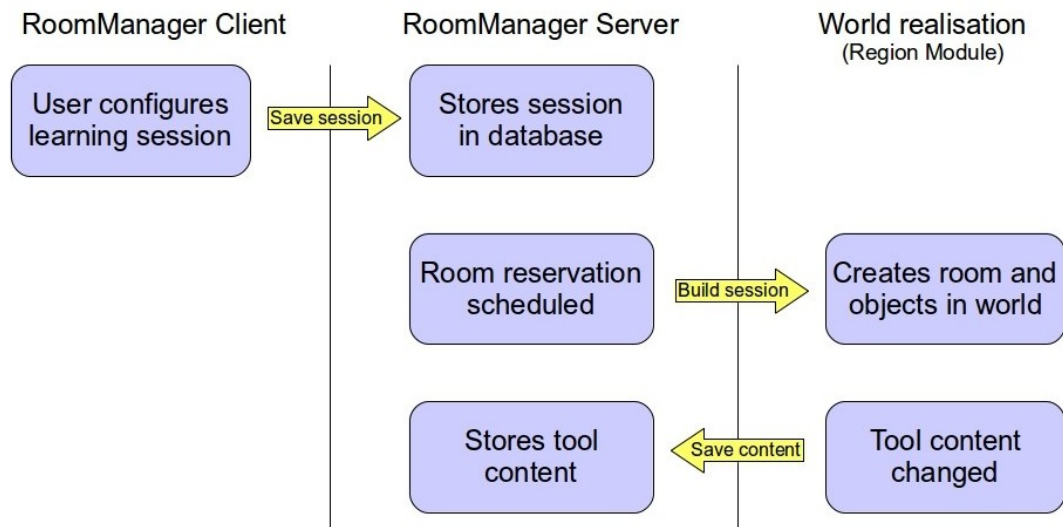 RoomManager Client
RoomManager Server
World realisation
(Region Module)
User configures
learning session
Save session
Stores session
in database
Room reservation
scheduled
Build session
Creates room and
objects in world
Stores tool
content
Save content
Tool content
changed